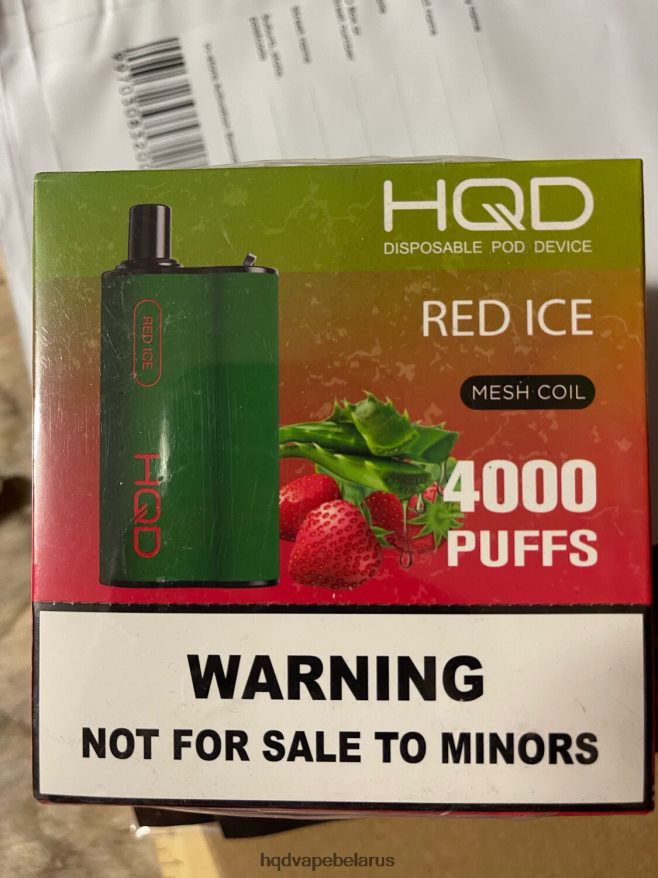 HQD
DISPOSABLE POD DEVICE
RED ICE
MESH COIL
4000
PUFFS
RED ICE
HQD
WARNING
NOT FOR SALE TO MINORS
hqdvapebelarus